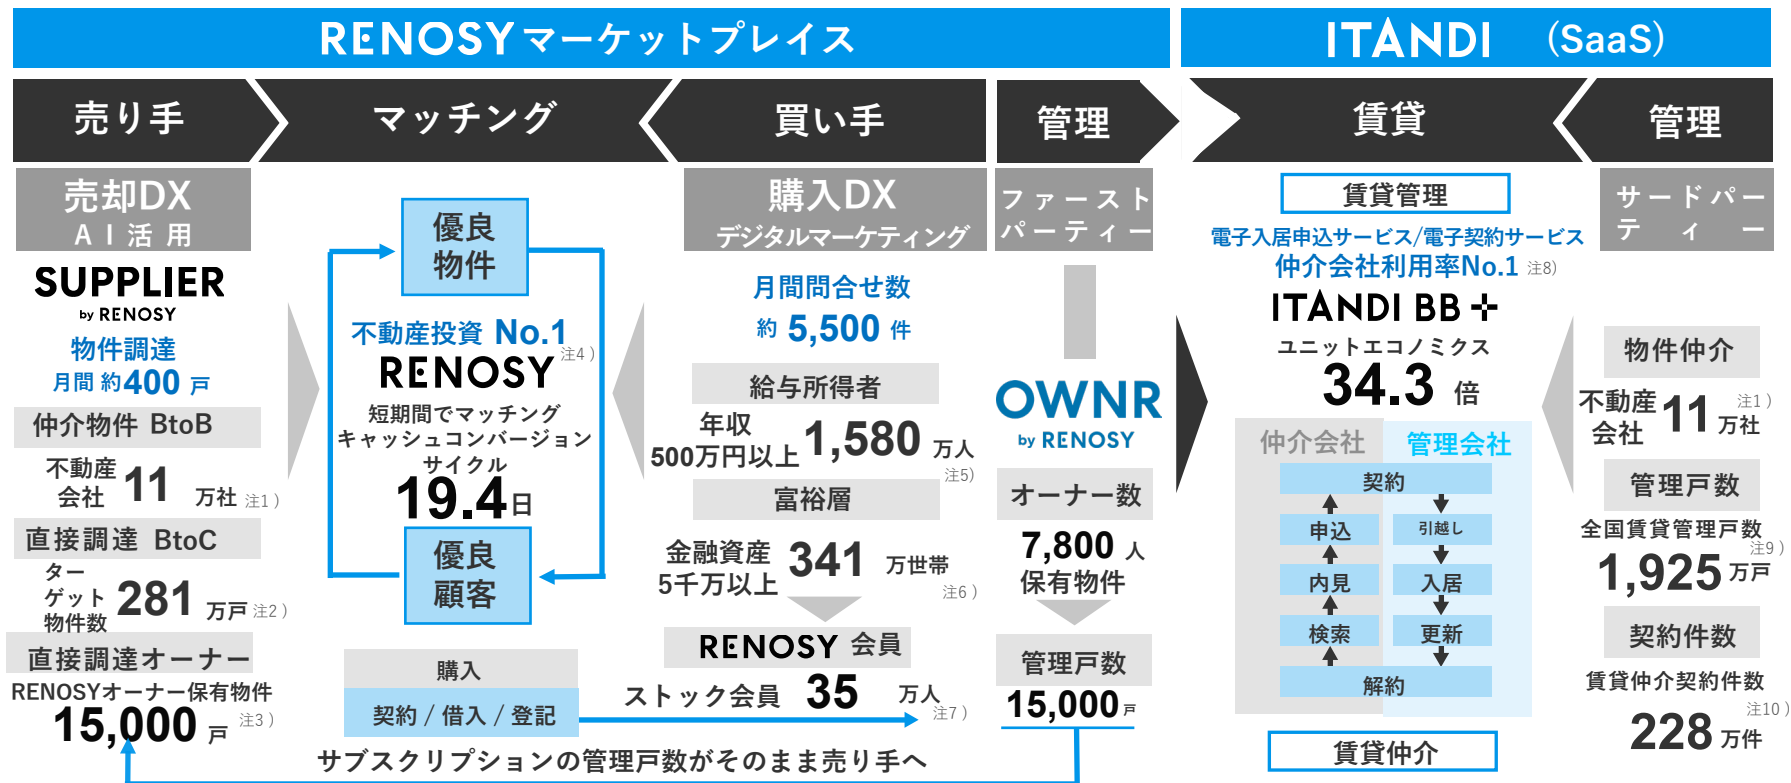 RENOSY マーケットプレイス
ITANDI (SaaS)
売り手
マッチング
買い手
管理
賃貸
管理
売却DX
AI活用
SUPPLIER
by RENOSY
物件調達
月間 約400 戸
仲介物件 BtoB
不動産
会社 11 万社 注1）
直接調達 BtoC
ター
ゲット
物件数 281 万戸 注2）
直接調達オーナー
RENOSYオーナー保有物件
15,000 戸 注3）
優良
物件
不動産投資 No.1
注4）
RENOSY
短期間でマッチング
キャッシュコンバージョン
サイクル
19.4日
優良
顧客
購入
契約 / 借入 / 登記
サブスクリプションの管理戸数がそのまま売り手へ
購入DX
デジタルマーケティング
月間問合せ数
約 5,500 件
給与所得者
年収
500万円以上 1,580 万人
注5)
富裕層
金融資産
5千万以上 341 万世帯
注6）
RENOSY 会員
ストック会員 35 万人
注7）
ファースト
パーティー
OWNR
by RENOSY
オーナー数
7,800 人
保有物件
管理戸数
15,000 戸
賃貸管理
電子入居申込サービス/電子契約サービス
仲介会社利用率No.1 注8)
ITANDI BB +
ユニットエコノミクス
34.3 倍
仲介会社
管理会社
契約
申込
引越し
内見
入居
検索
更新
解約
賃貸仲介
サードパー
ティー
物件仲介
不動産
会社 11 万社
注1）
管理戸数
全国賃貸管理戸数
注9）
1,925 万戸
契約件数
賃貸仲介契約件数
注10）
228 万件